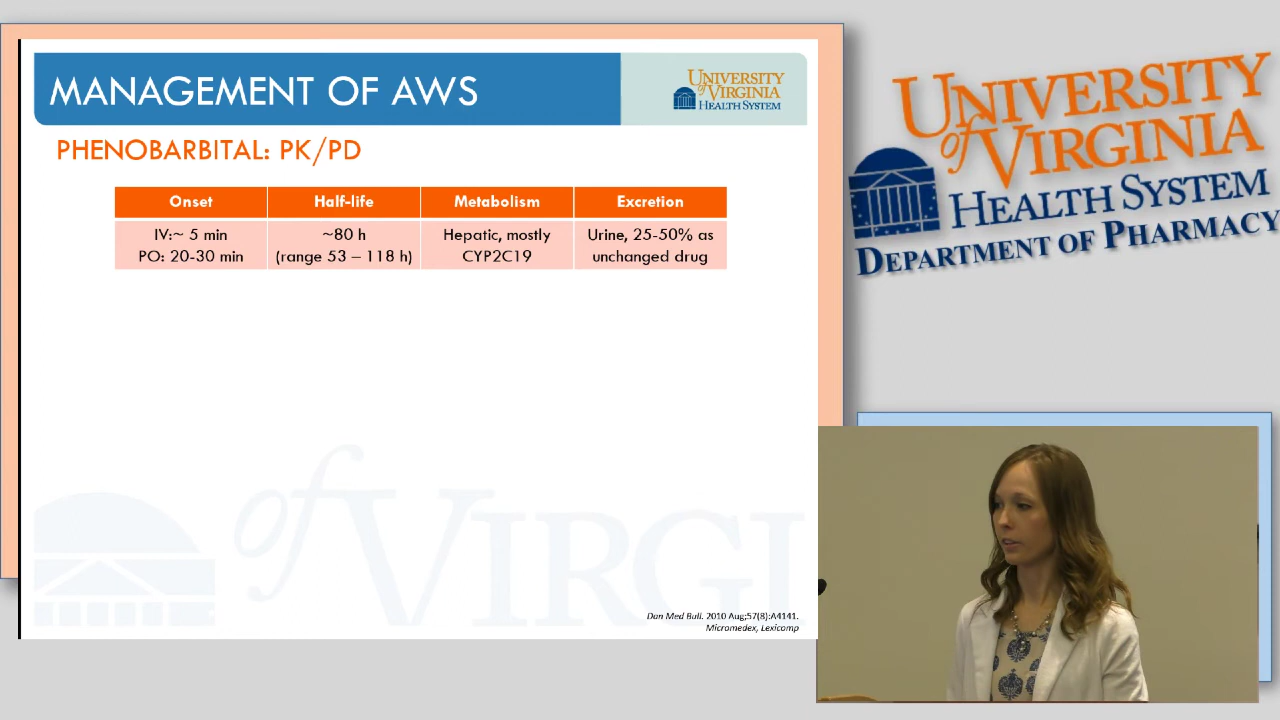 MANAGEMENT OF AWS
UNIVERSITY
of VIRGINIA
HEALTH SYSTEM
PHENOBARBITAL: PK/PD
Onset
Half-life
Metabolism
Excretion
IV:~ 5 min
PO: 20-30 min
~80 h
(range 53 – 118 h)
Hepatic, mostly
CYP2C19
Urine, 25-50% as
unchanged drug
of VIRGI
Dan Med Bull. 2010 Aug;57(8):A4141.
Micromedex, Lexicomp
UNIVERSITY
of VIRGINIA
HEALTH SYSTEM
DEPARTMENT OF PHARMACY